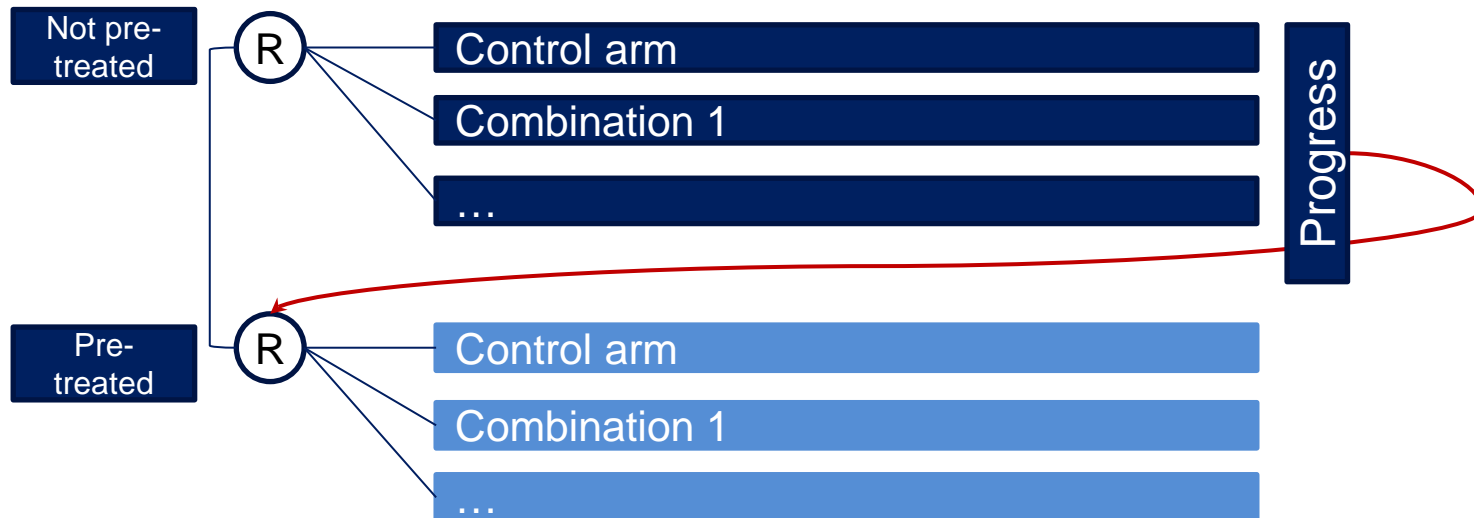 Not pre-
treated
R
Control arm
Combination 1
…
Progress
Pre-
treated
R
Control arm
Combination 1
…